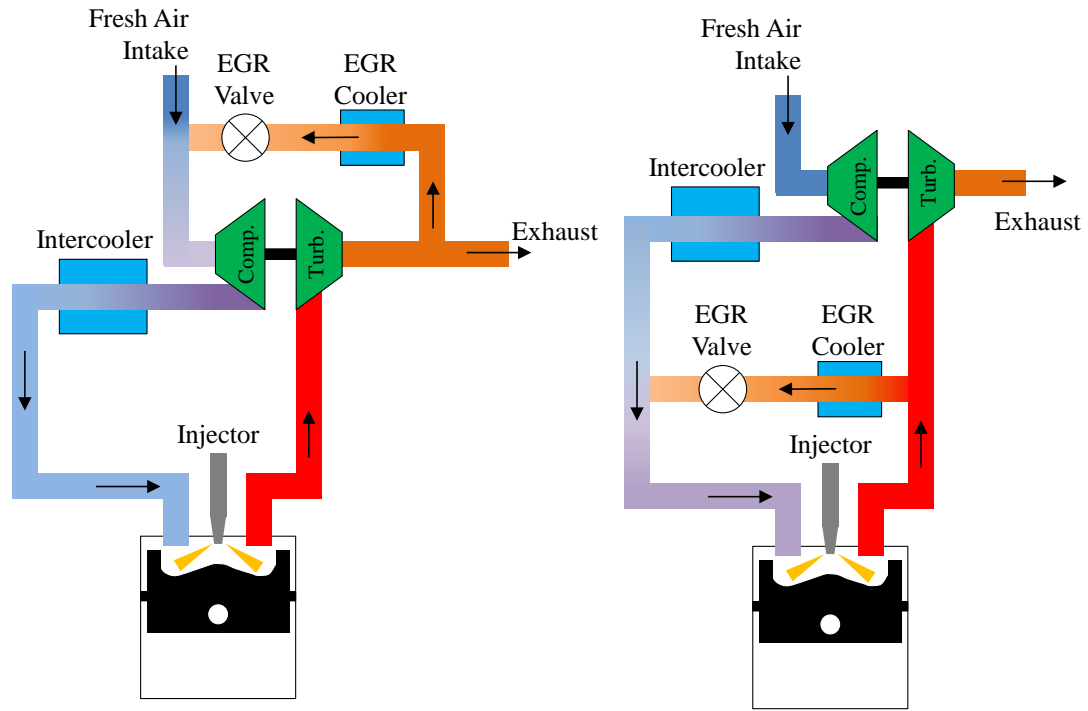 Fresh Air
Intake
EGR
Valve
EGR
Cooler
Comp.
Turb.
Intercooler
Exhaust
Injector
Fresh Air
Intake
Intercooler
Comp.
Turb.
Exhaust
EGR
Valve
EGR
Cooler
Injector